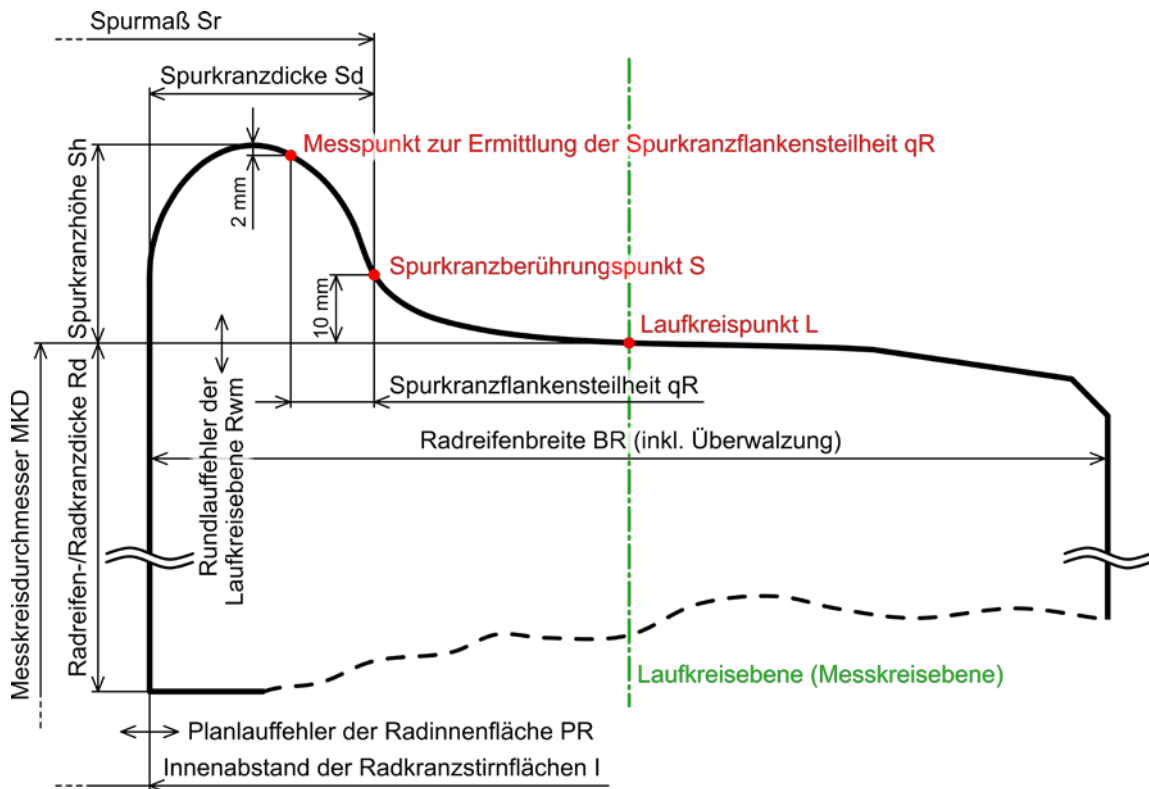 Spurmaß Sr
Spurkranzdicke Sd
Messpunkt zur Ermittlung der Spurkranzflankensteilheit qR
2 mm
Spurkranzhöhe Sh
Spurkranzberührungspunkt S
10 mm
Laufkreispunkt L
Spurkranzflankensteilheit qR
Radreifenbreite BR (inkl. Überwalzung)
Rundlauffehler der
Laufkreisebene Rwm
Radreifen-/Radkranzdicke Rd
Messkreisdurchmesser MKD
Laufkreisebene (Messkreisebene)
Planlauffehler der Radinnenfläche PR
Innenabstand der Radkranzstirnflächen I